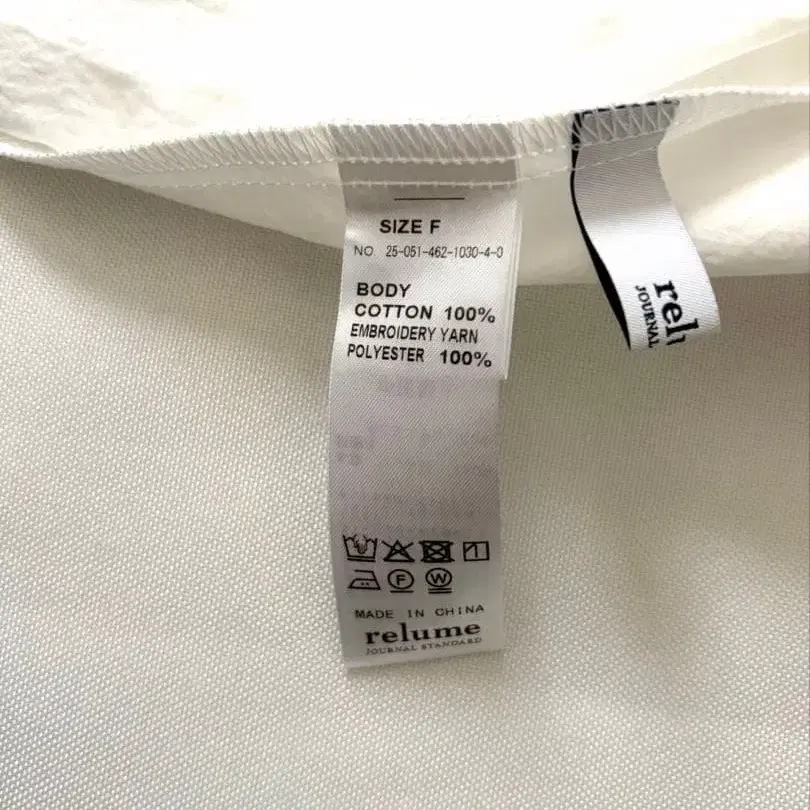 SIZE F
NO. 25-051-462-1030-4-0
BODY
COTTON 100%
EMBROIDERY YARN
POLYESTER 100%
MADE IN CHINA
relume
JOURNAL STANDARD
relu
JOURNAL